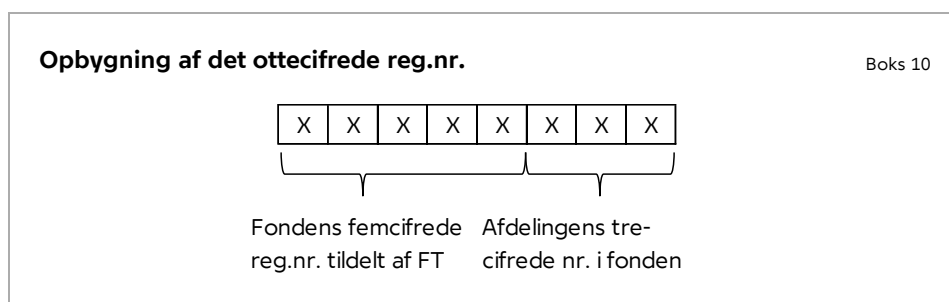 Opbygning af det ottecifrede reg.nr.
Boks 10
X X X X X X X X
Fondens femcifrede Afdelingens tre-
reg.nr. tildelt af FT cifrede nr. i fonden